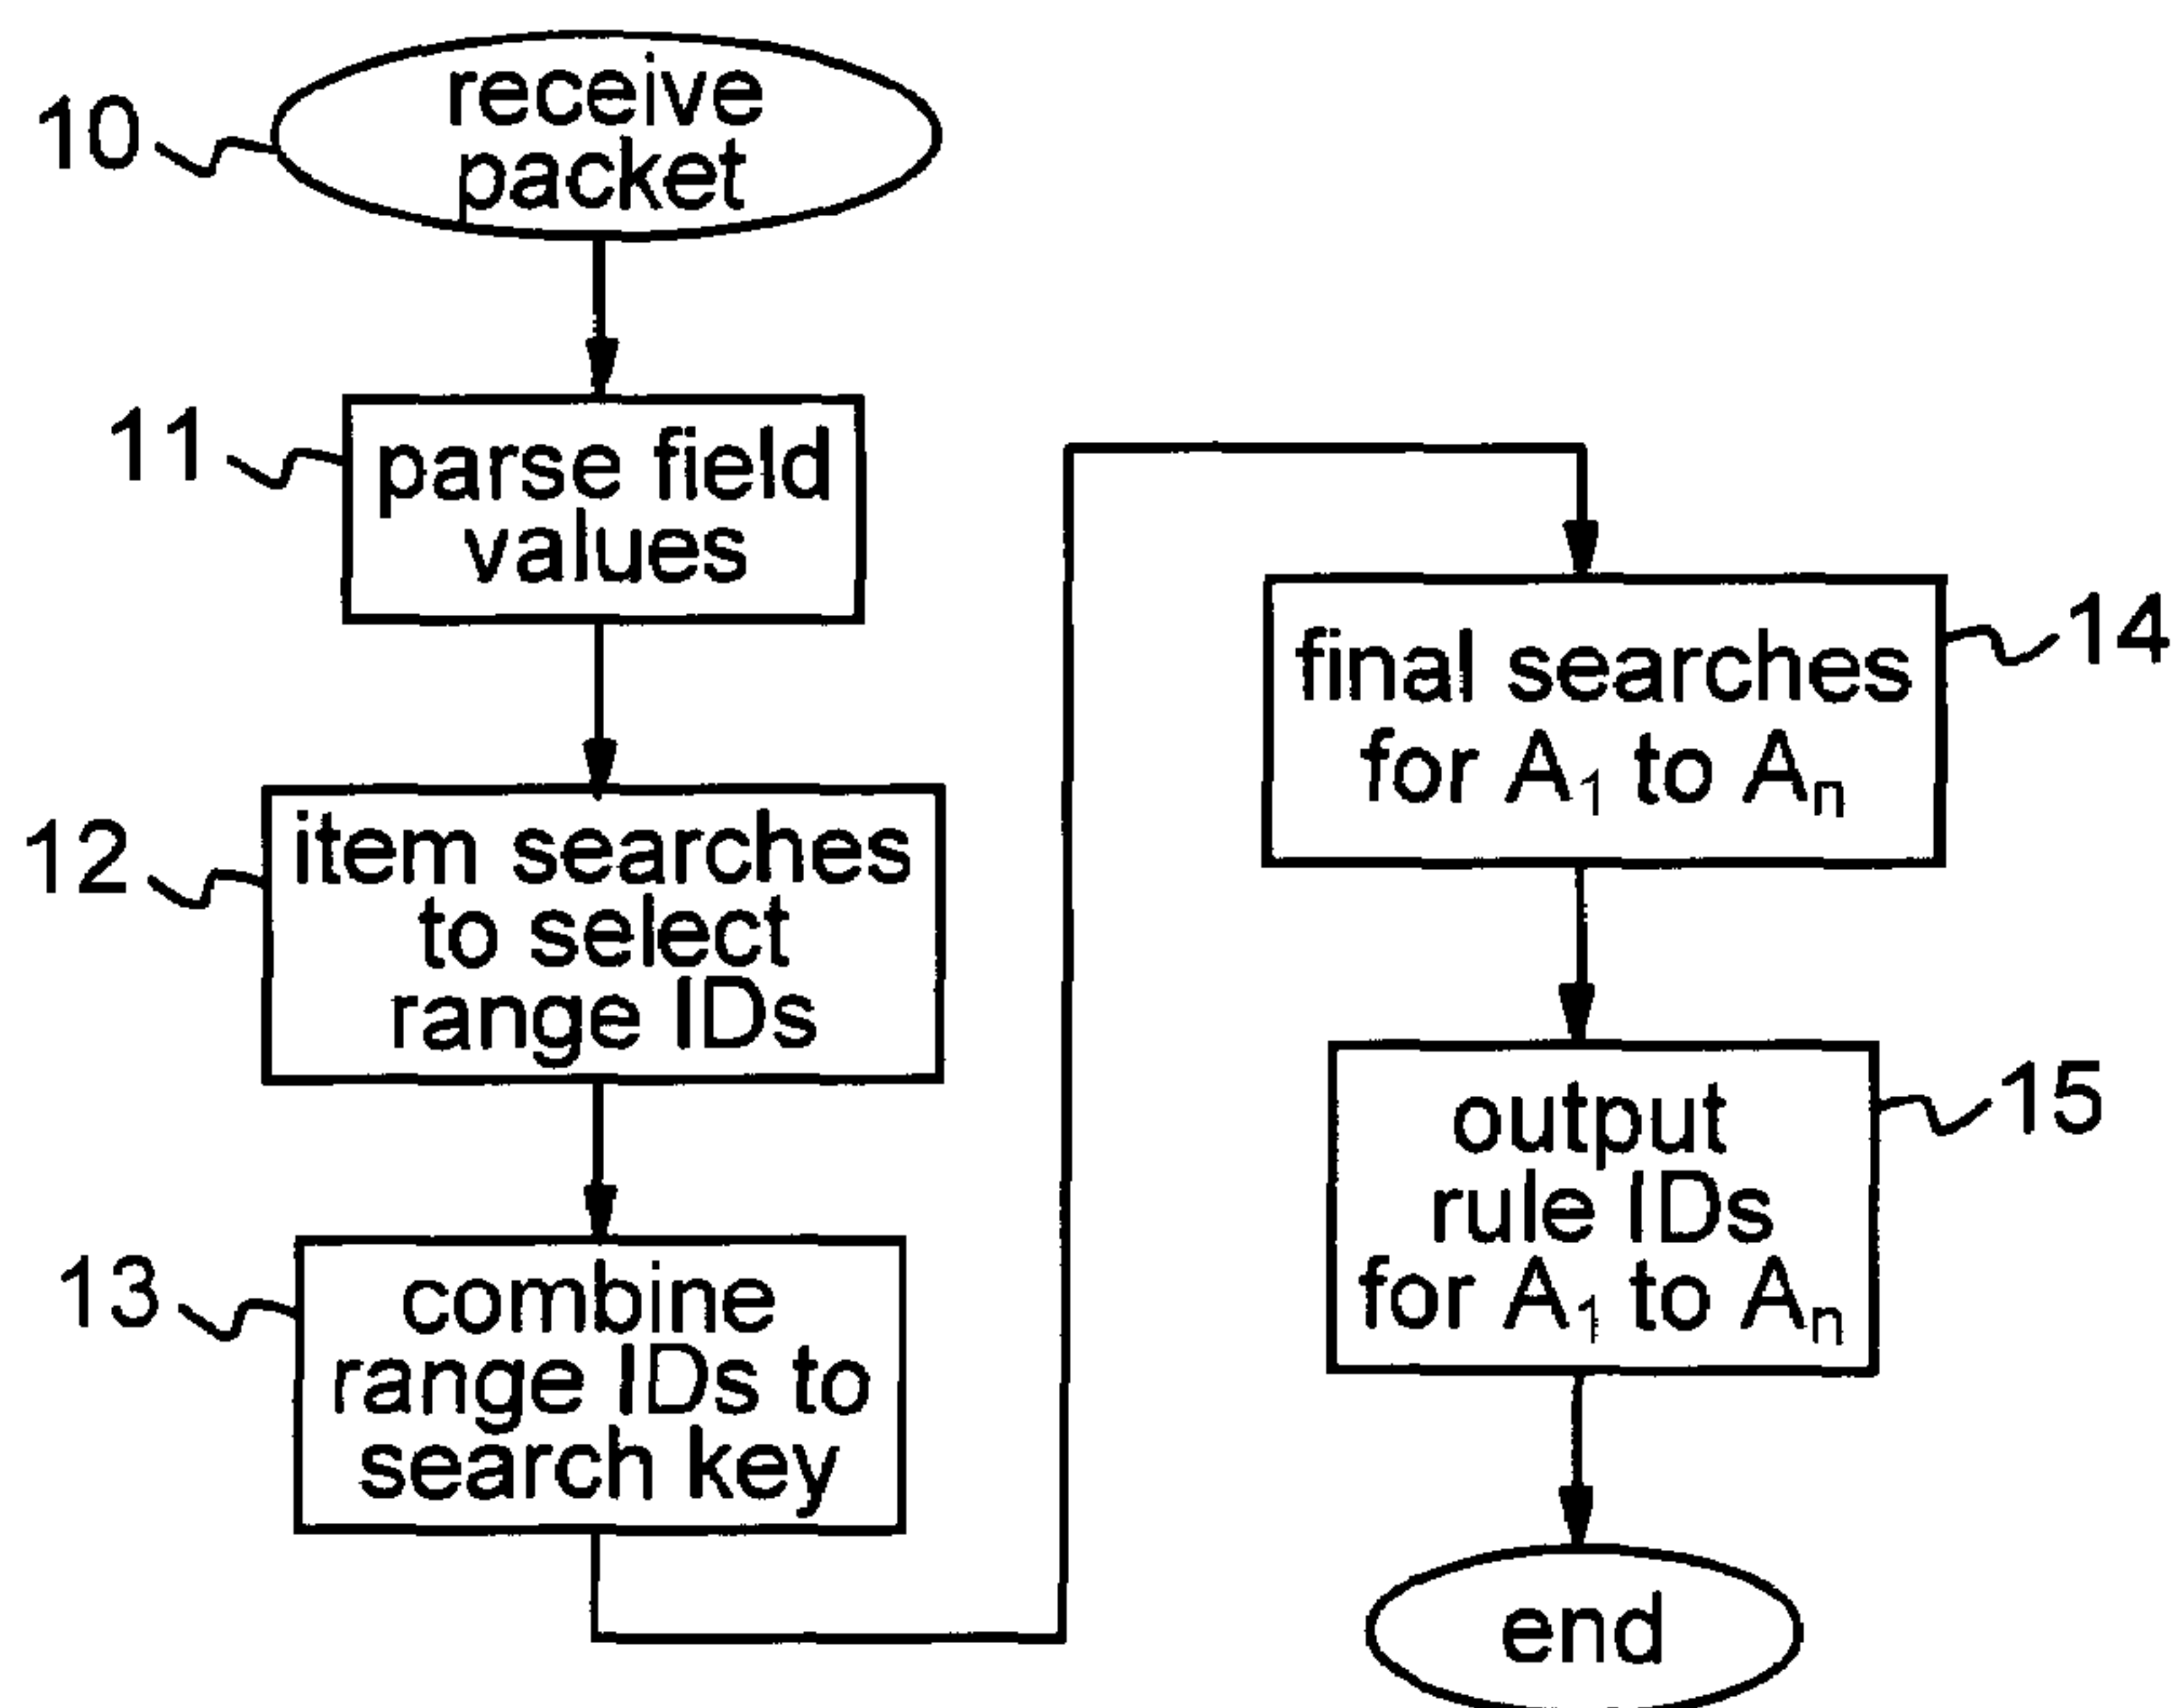 10
receive
packet
11
parse field
values
12
item searches
to select
range IDs
13
combine
range IDs to
search key
14
final searches
for A₁ to Aₙ
15
output
rule IDs
for A₁ to Aₙ
end